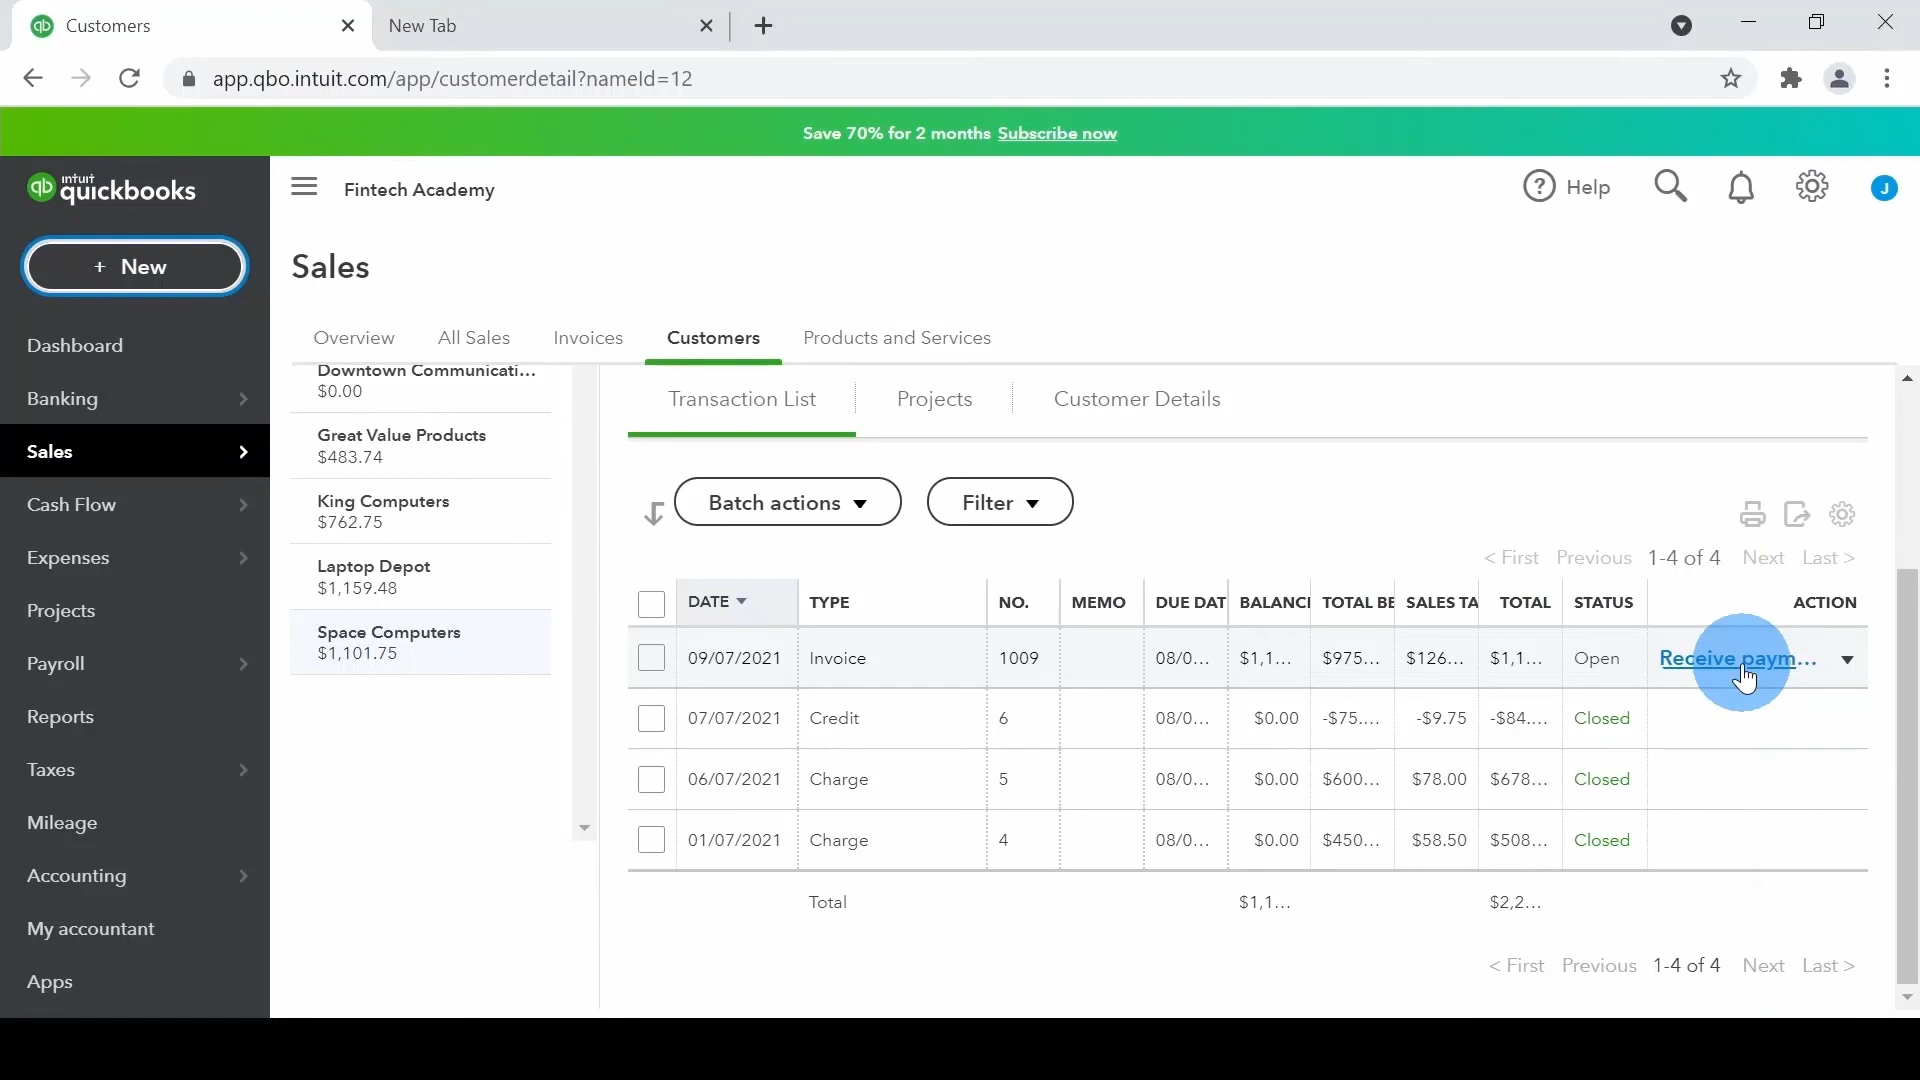 Customers
New Tab
app.qbo.intuit.com/app/customerdetail?nameId=12
Save 70% for 2 months Subscribe now
intuit quickbooks
Fintech Academy
Help
J
+ New
Sales
Overview All Sales Invoices Customers Products and Services
Dashboard
Banking
Sales
Cash Flow
Expenses
Projects
Payroll
Reports
Taxes
Mileage
Accounting
My accountant
Apps
Downtown Communicati...
$0.00
Great Value Products
$483.74
King Computers
$762.75
Laptop Depot
$1,159.48
Space Computers
$1,101.75
Transaction List Projects Customer Details
Batch actions Filter
< First Previous 1-4 of 4 Next Last >
DATE TYPE NO. MEMO DUE DAT BALANCI TOTAL BE SALES TA TOTAL STATUS ACTION
09/07/2021 Invoice 1009 08/0... $1,1... $975... $126... $1,1... Open Receive paym...
07/07/2021 Credit 6 08/0... $0.00 -$75.... -$9.75 -$84.... Closed
06/07/2021 Charge 5 08/0... $0.00 $600... $78.00 $678... Closed
01/07/2021 Charge 4 08/0... $0.00 $450... $58.50 $508... Closed
Total $1,1... $2,2...
< First Previous 1-4 of 4 Next Last >